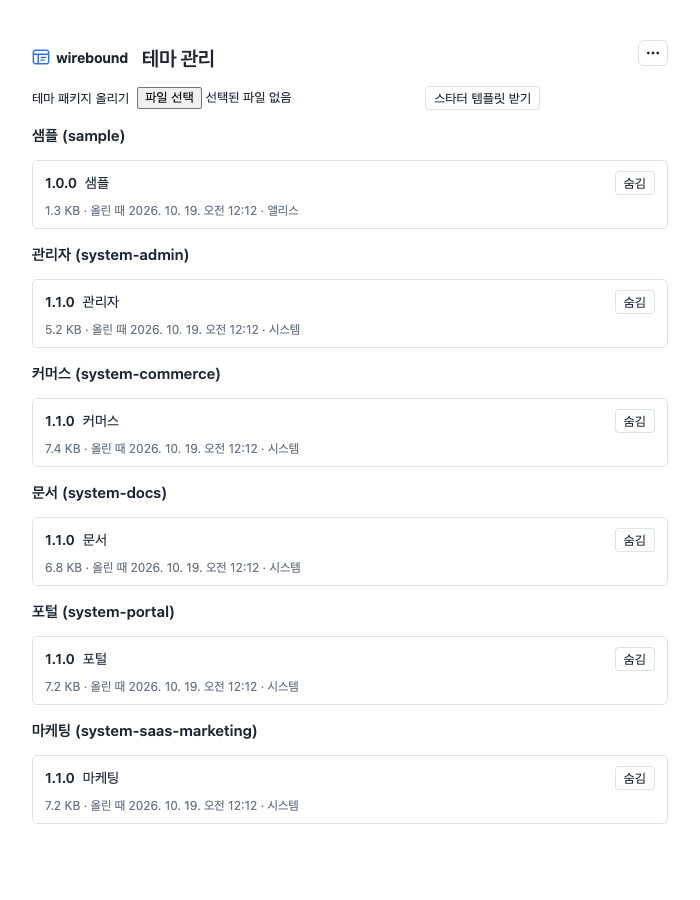 wirebound 테마 관리
...
테마 패키지 올리기 파일 선택 선택된 파일 없음 스타터 템플릿 받기
샘플 (sample)
1.0.0 샘플 숨김
1.3 KB · 올린 때 2026. 10. 19. 오전 12:12 · 앨리스
관리자 (system-admin)
1.1.0 관리자 숨김
5.2 KB · 올린 때 2026. 10. 19. 오전 12:12 · 시스템
커머스 (system-commerce)
1.1.0 커머스 숨김
7.4 KB · 올린 때 2026. 10. 19. 오전 12:12 · 시스템
문서 (system-docs)
1.1.0 문서 숨김
6.8 KB · 올린 때 2026. 10. 19. 오전 12:12 · 시스템
포털 (system-portal)
1.1.0 포털 숨김
7.2 KB · 올린 때 2026. 10. 19. 오전 12:12 · 시스템
마케팅 (system-saas-marketing)
1.1.0 마케팅 숨김
7.2 KB · 올린 때 2026. 10. 19. 오전 12:12 · 시스템